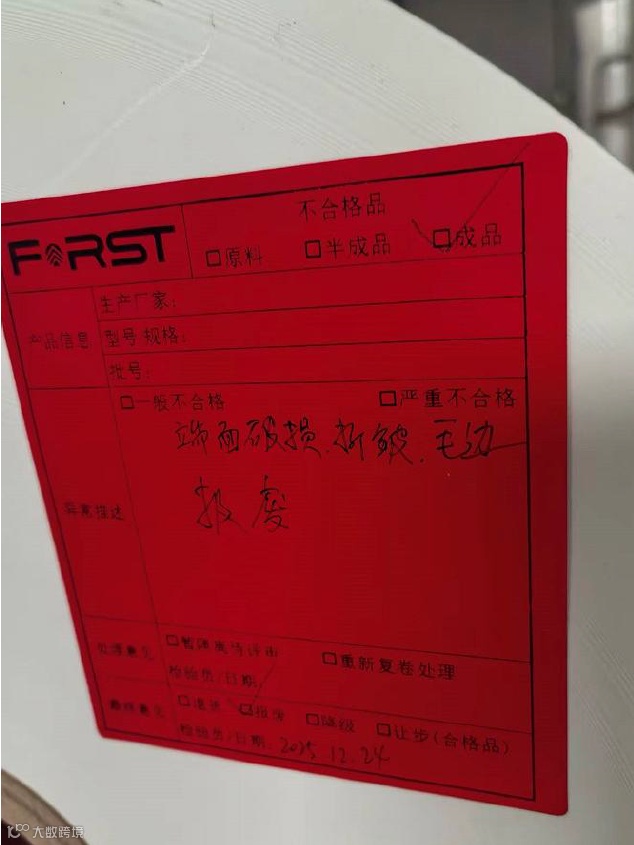 FORST
不合格品
□原料 □半成品 ☑成品
产品信息
生产厂家:
型号规格:
批号:
□一般不合格 □严重不合格
异常描述
端面破损、折皱、毛边
报废
处理意见
□暂隔离待评审 □重新复卷处理
检验员/日期:
最终意见
□退货 ☑报废 □降级 □让步(合格品)
检验员/日期: 2025.12.24
大数跨境